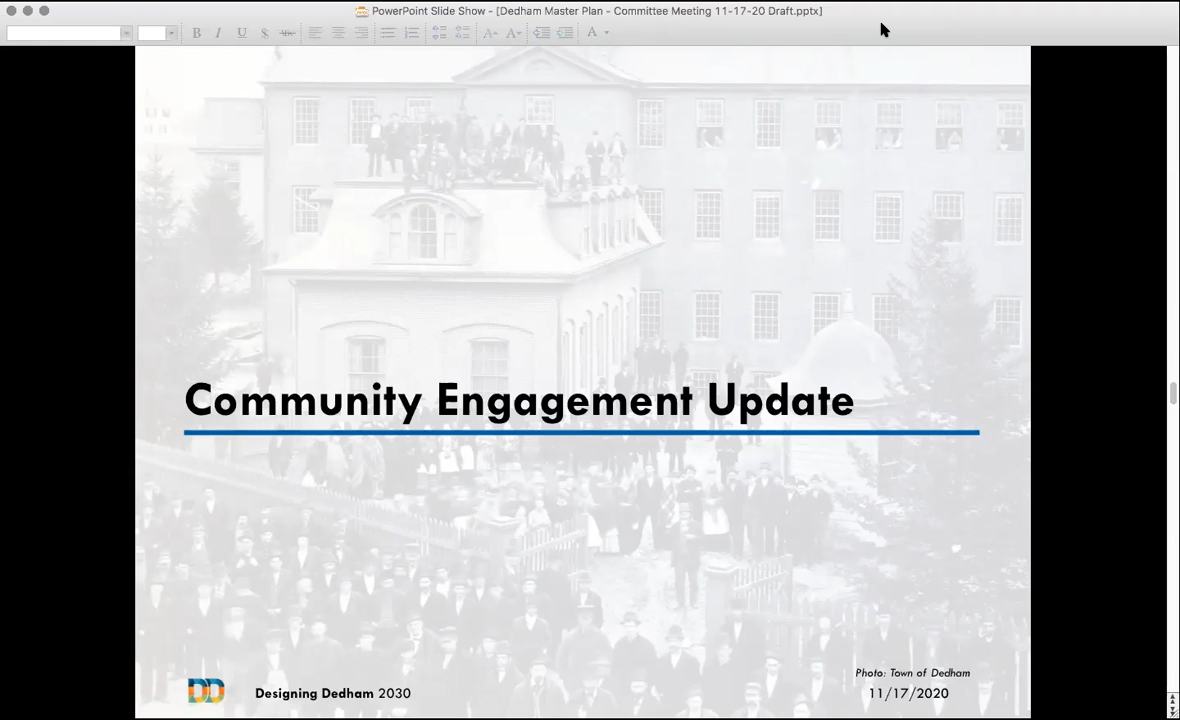 PowerPoint Slide Show - [Dedham Master Plan - Committee Meeting 11-17-20 Draft.pptx]
B I U S ABC A A A
Community Engagement Update
Photo: Town of Dedham
DD Designing Dedham 2030 11/17/2020